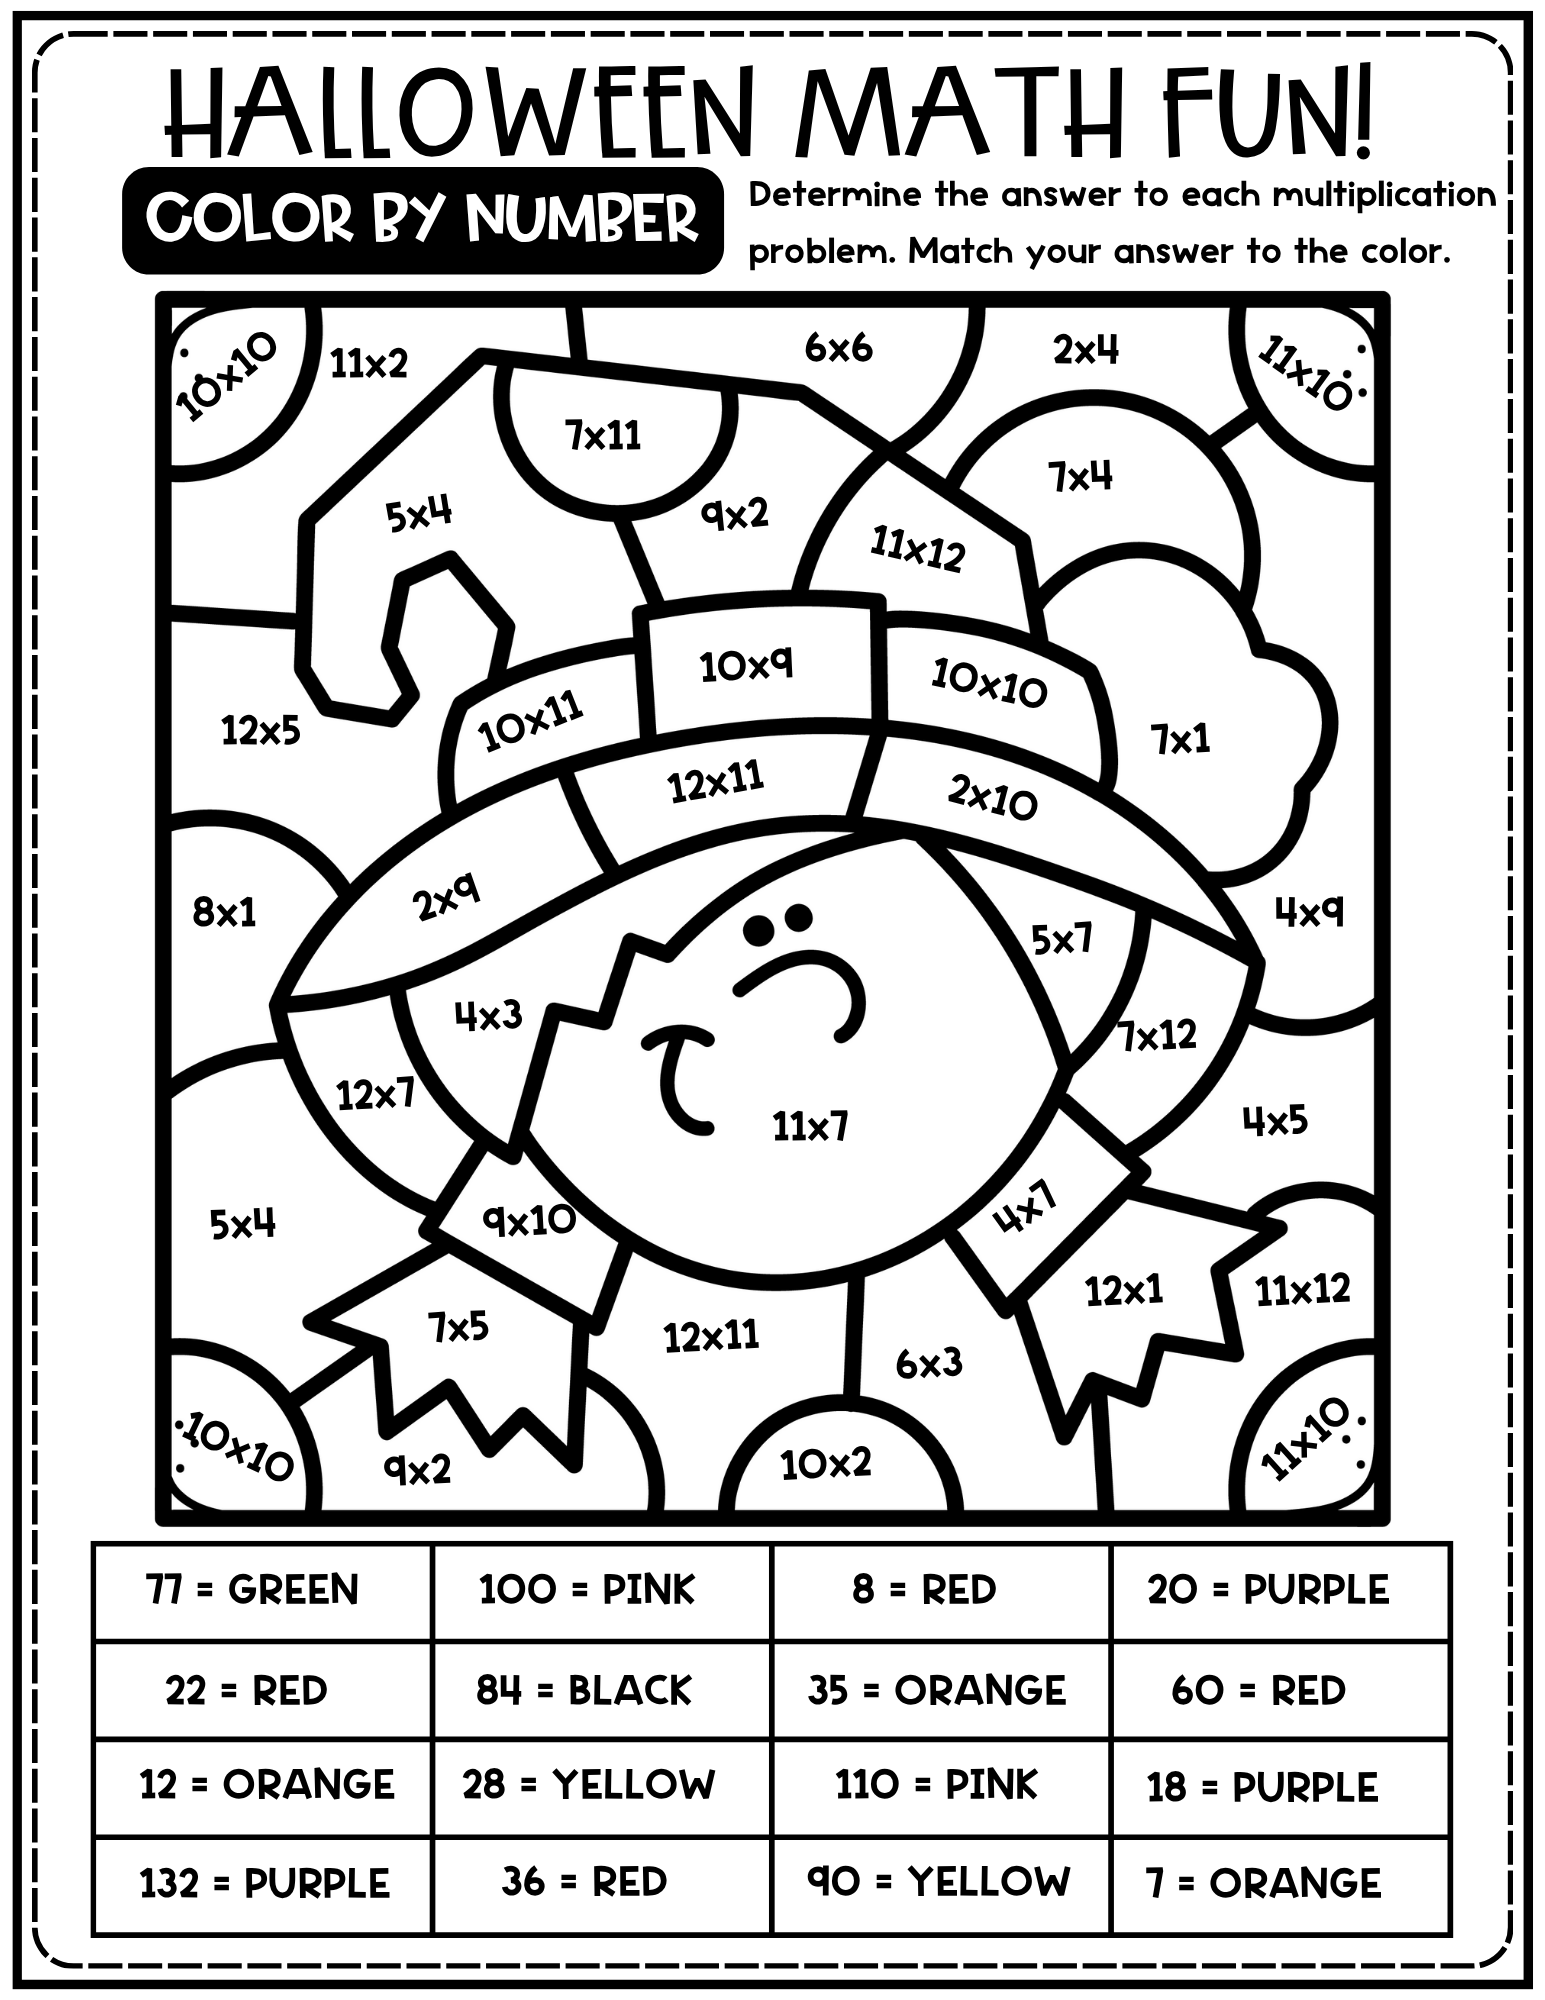 HALLOWEEN MATH FUN!
COLOR BY NUMBER
Determine the answer to each multiplication
problem. Match your answer to the color.
10x10
11x2
6x6
2x4
11x10
7x11
7x4
5x4
9x2
11x12
10x9
10x10
10x11
12x5
7x1
12x11
2x10
2x9
8x1
4x9
5x7
4x3
7x12
12x7
11x7
4x5
5x4
9x10
4x7
12x1
11x12
7x5
12x11
6x3
10x10
9x2
10x2
11x10
77 = GREEN
100 = PINK
8 = RED
20 = PURPLE
22 = RED
84 = BLACK
35 = ORANGE
60 = RED
12 = ORANGE
28 = YELLOW
110 = PINK
18 = PURPLE
132 = PURPLE
36 = RED
90 = YELLOW
7 = ORANGE